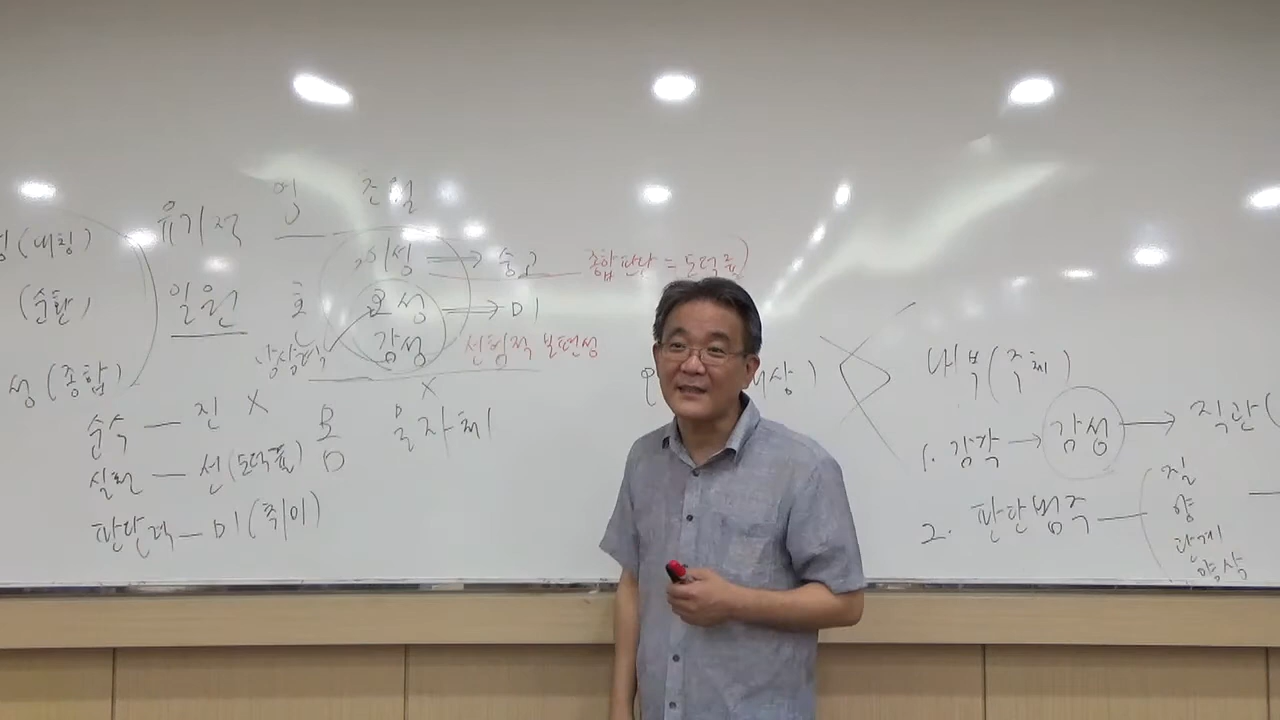 유기적
조월
(대칭)
이성 → 숭고 종합판단 = 도덕률)
(순환)
일원
오성 → 미
감성
선험적 보편성
상상력
성(종합)
순수 — 진 X
X
물자체
실천 — 선(도덕률)
판단력 — 미(취미)
내부(주체)
1. 감각 → 감성 → 직관(
2. 판단범주 — 질
양
관계
양상